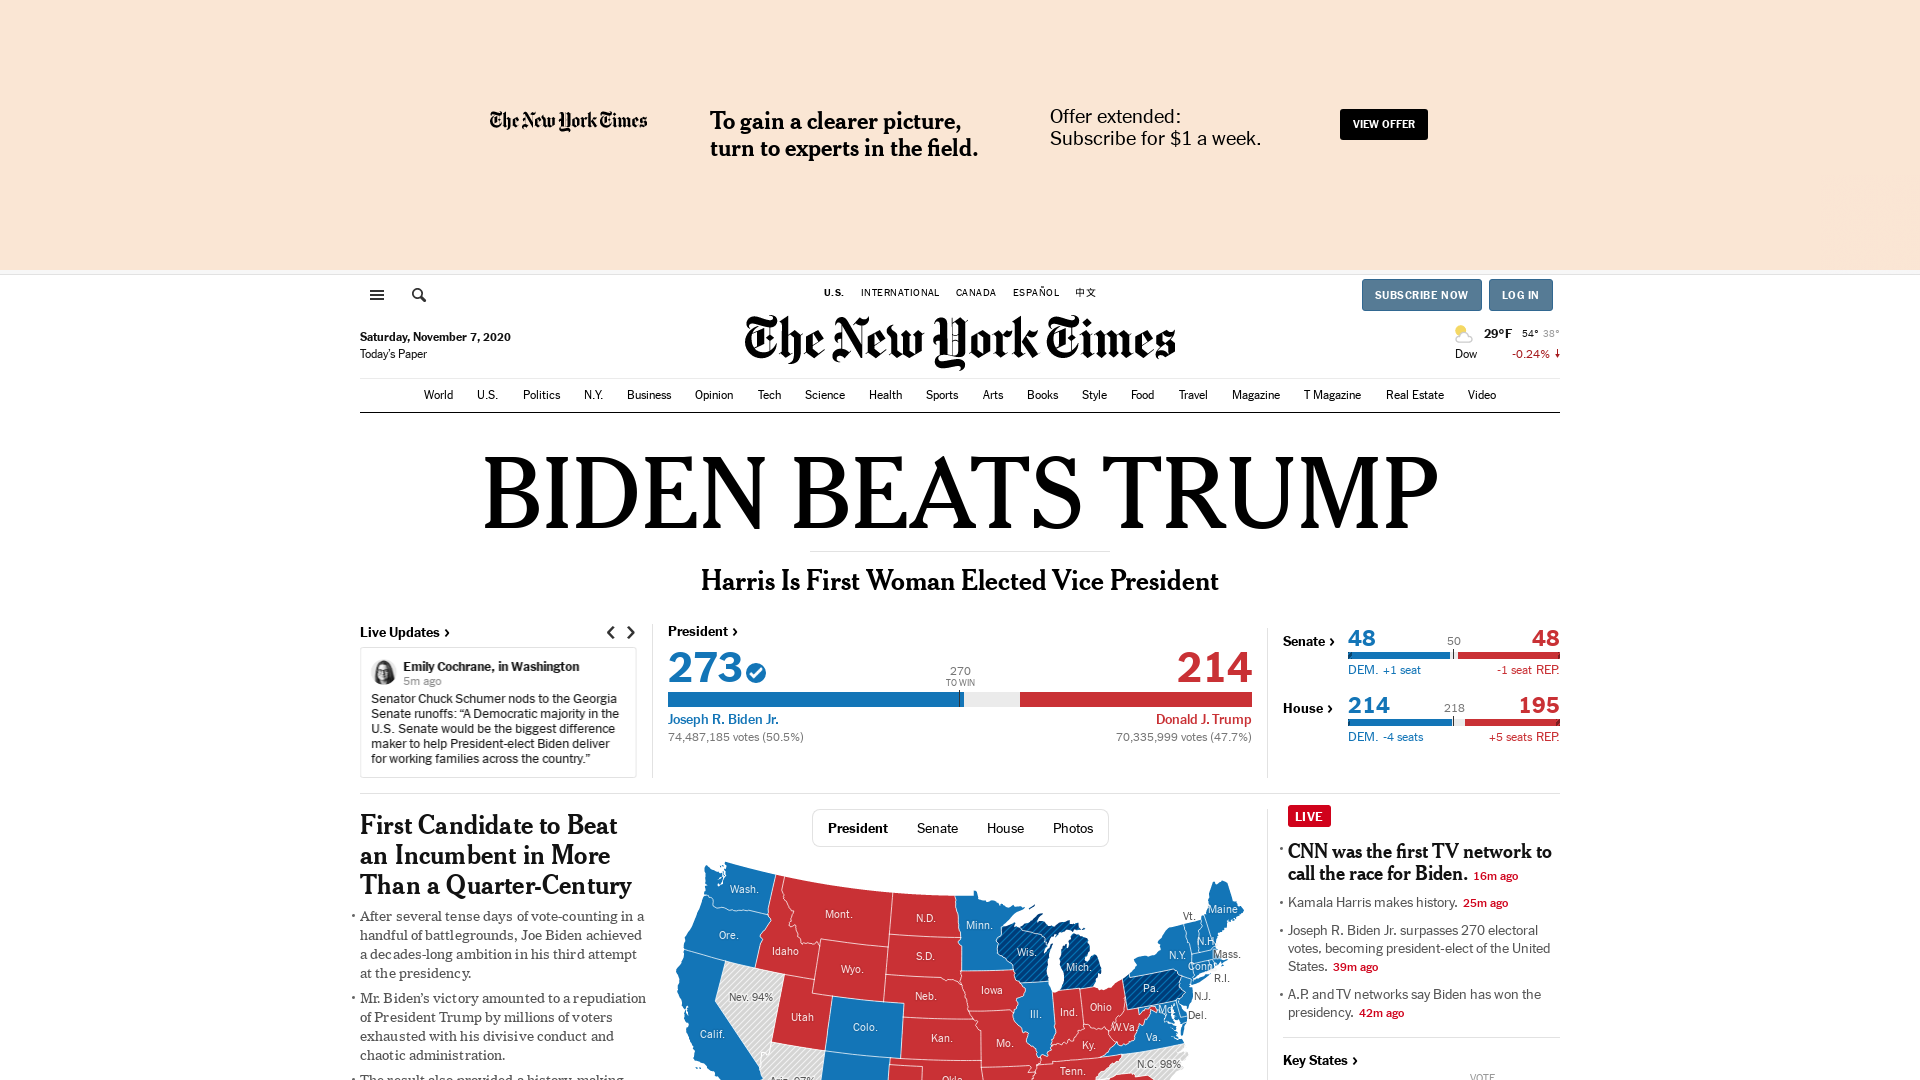 The New York Times
To gain a clearer picture,
turn to experts in the field.
Offer extended:
Subscribe for $1 a week.
VIEW OFFER
U.S. INTERNATIONAL CANADA ESPAÑOL 中文
SUBSCRIBE NOW LOG IN
Saturday, November 7, 2020
Today's Paper
The New York Times
29°F 54° 38°
Dow -0.24%
World U.S. Politics N.Y. Business Opinion Tech Science Health Sports Arts Books Style Food Travel Magazine T Magazine Real Estate Video
BIDEN BEATS TRUMP
Harris Is First Woman Elected Vice President
Live Updates ›
Emily Cochrane, in Washington
5m ago
Senator Chuck Schumer nods to the Georgia
Senate runoffs: “A Democratic majority in the
U.S. Senate would be the biggest difference
maker to help President-elect Biden deliver
for working families across the country.”
President ›
273 214
270
TO WIN
Joseph R. Biden Jr. Donald J. Trump
74,487,185 votes (50.5%) 70,335,999 votes (47.7%)
Senate › 48 50 48
DEM. +1 seat -1 seat REP.
House › 214 218 195
DEM. -4 seats +5 seats REP.
First Candidate to Beat
an Incumbent in More
Than a Quarter-Century
• After several tense days of vote-counting in a
handful of battlegrounds, Joe Biden achieved
a decades-long ambition in his third attempt
at the presidency.
• Mr. Biden’s victory amounted to a repudiation
of President Trump by millions of voters
exhausted with his divisive conduct and
chaotic administration.
• The result also provided a history-making
President Senate House Photos
Wash.
Ore.
Calif.
Idaho
Nev. 94%
Mont.
Wyo.
Utah
Ariz. 97%
Colo.
N.D.
S.D.
Neb.
Kan.
Okla.
Minn.
Iowa
Mo.
Wis.
Ill.
Mich.
Ind.
Ohio
Ky.
Tenn.
W.Va.
Va.
N.C. 98%
Pa.
Md.
Del.
N.J.
N.Y.
Conn.
R.I.
Mass.
N.H.
Vt.
Maine
LIVE
• CNN was the first TV network to
call the race for Biden. 16m ago
• Kamala Harris makes history. 25m ago
• Joseph R. Biden Jr. surpasses 270 electoral
votes, becoming president-elect of the United
States. 39m ago
• A.P. and TV networks say Biden has won the
presidency. 42m ago
Key States ›
VOTE